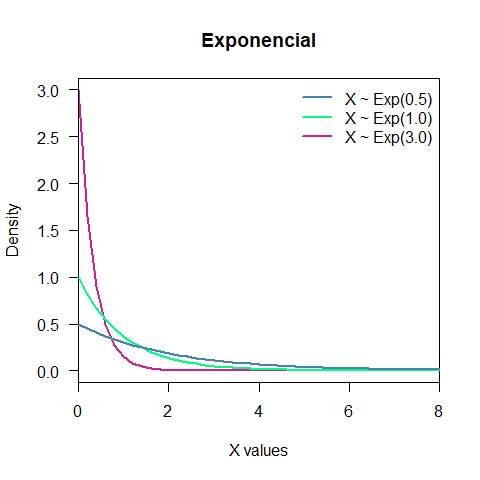 Exponencial
X ~ Exp(0.5)
X ~ Exp(1.0)
X ~ Exp(3.0)
Density
3.0
2.5
2.0
1.5
1.0
0.5
0.0
0 2 4 6 8
X values